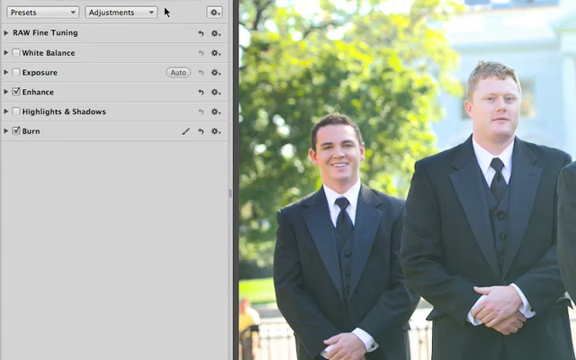 Presets Adjustments
RAW Fine Tuning
White Balance
Exposure Auto
Enhance
Highlights & Shadows
Burn